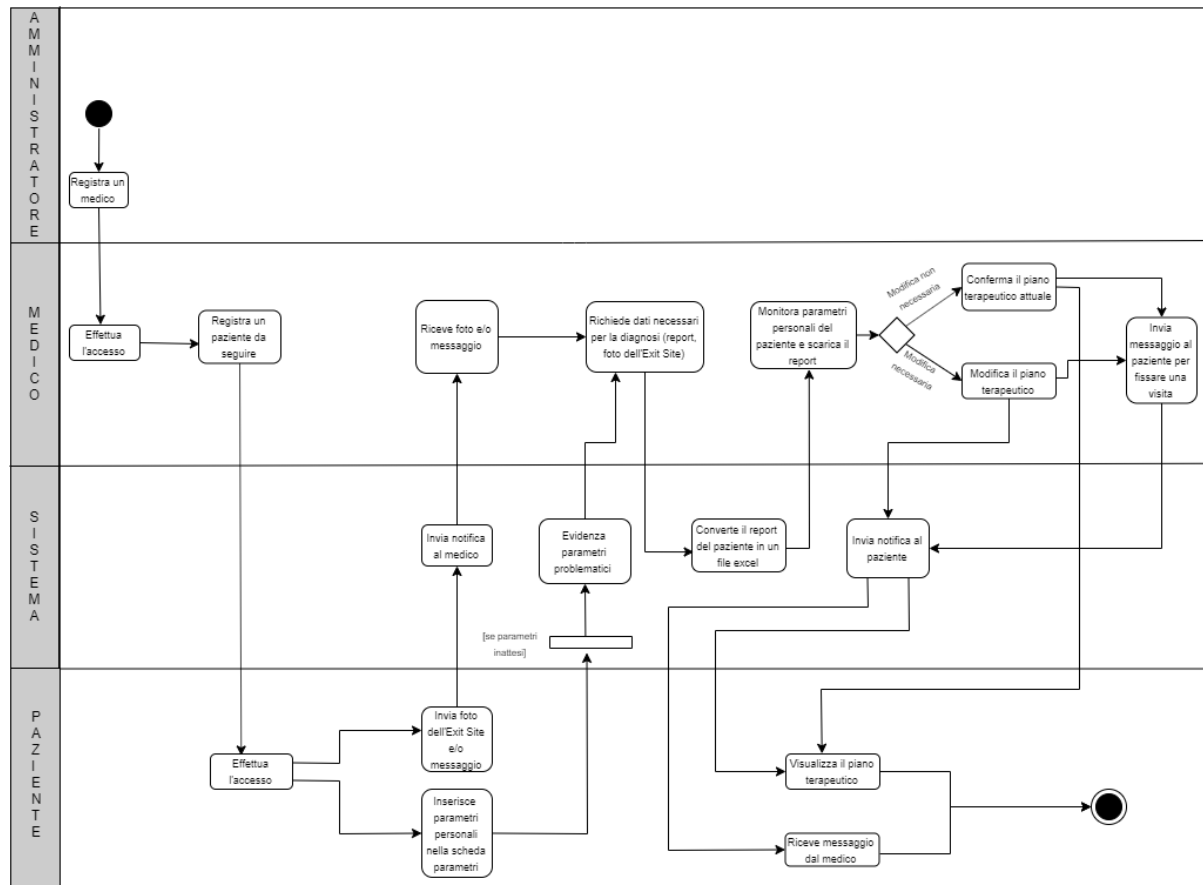 AMMINISTRATORE
Registra un
medico
MEDICO
Effettua
l'accesso
Registra un
paziente da
seguire
Riceve foto e/o
messaggio
Richiede dati necessari
per la diagnosi (report,
foto dell'Exit Site)
Monitora parametri
personali del
paziente e scarica il
report
Modifica non
necessaria
Modifica
necessaria
Conferma il piano
terapeutico attuale
Modifica il piano
terapeutico
Invia
messaggio al
paziente per
fissare una
visita
SISTEMA
Invia notifica
al medico
Evidenza
parametri
problematici
[se parametri
inattesi]
Converte il report
del paziente in un
file excel
Invia notifica al
paziente
PAZIENTE
Effettua
l'accesso
Invia foto
dell'Exit Site
e/o
messaggio
Inserisce
parametri
personali
nella scheda
parametri
Visualizza il piano
terapeutico
Riceve messaggio
dal medico